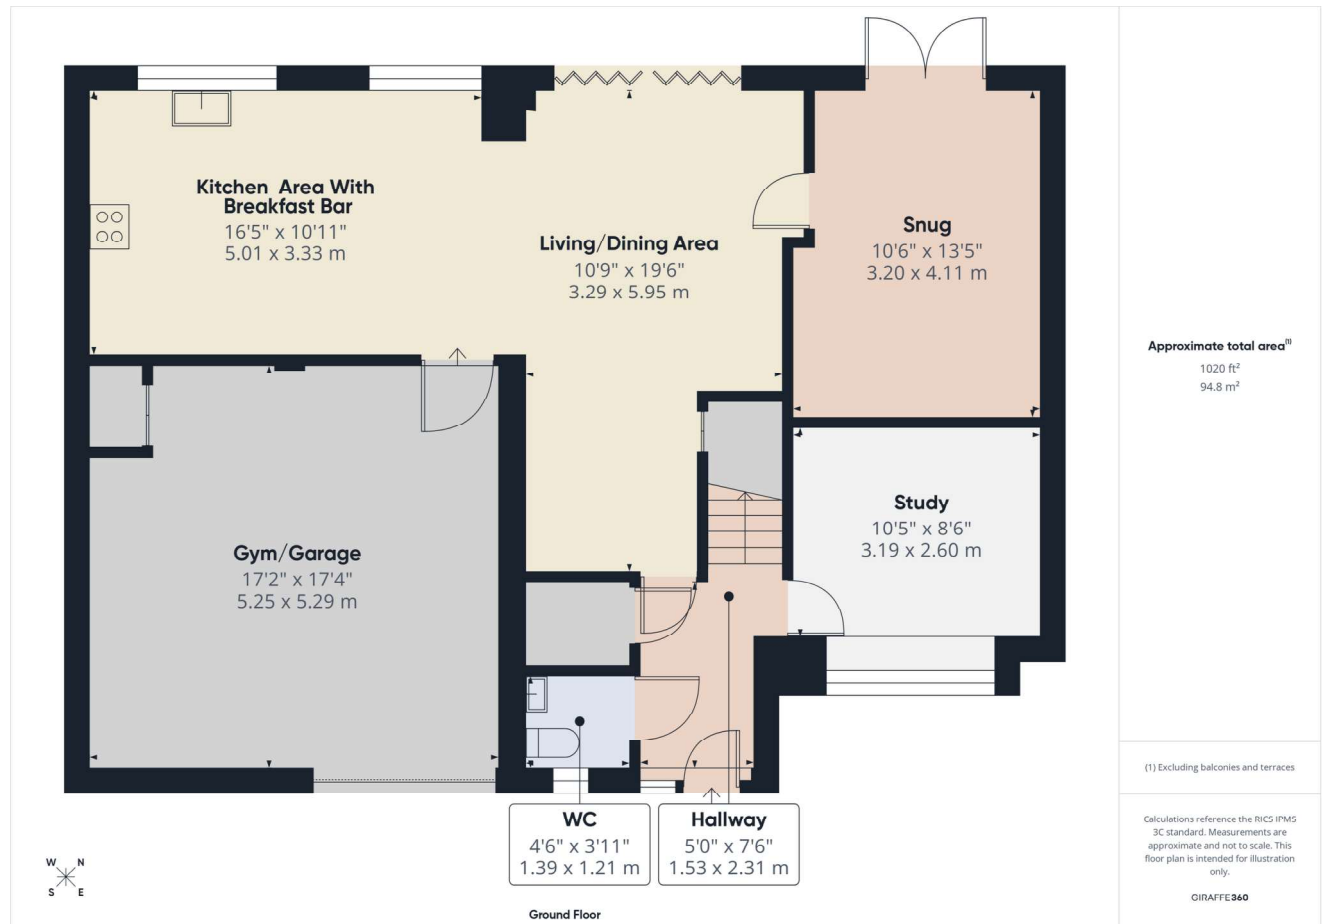 Kitchen Area With
Breakfast Bar
16'5" x 10'11"
5.01 x 3.33 m
Living/Dining Area
10'9" x 19'6"
3.29 x 5.95 m
Snug
10'6" x 13'5"
3.20 x 4.11 m
Study
10'5" x 8'6"
3.19 x 2.60 m
Gym/Garage
17'2" x 17'4"
5.25 x 5.29 m
WC
4'6" x 3'11"
1.39 x 1.21 m
Hallway
5'0" x 7'6"
1.53 x 2.31 m
W N
S E
Ground Floor
Approximate total area(1)
1020 ft²
94.8 m²
(1) Excluding balconies and terraces
Calculations reference the RICS IPMS
3C standard. Measurements are
approximate and not to scale. This
floor plan is intended for illustration
only.
GIRAFFE360